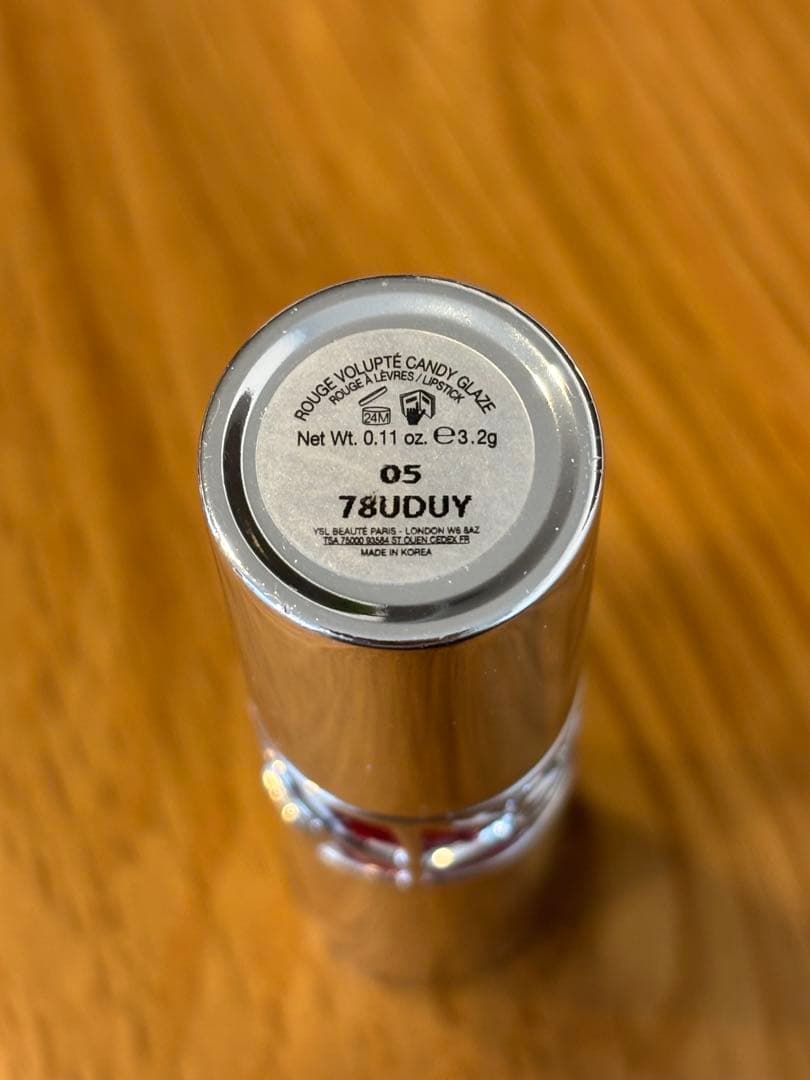 ROUGE VOLUPTÉ CANDY GLAZE
ROUGE À LÈVRES / LIPSTICK
24M
Net Wt. 0.11 oz. ℮3.2g
05
78UDUY
YSL BEAUTÉ PARIS - LONDON W6 8AZ
TSA 75000 93584 ST OUEN CEDEX FR
MADE IN KOREA